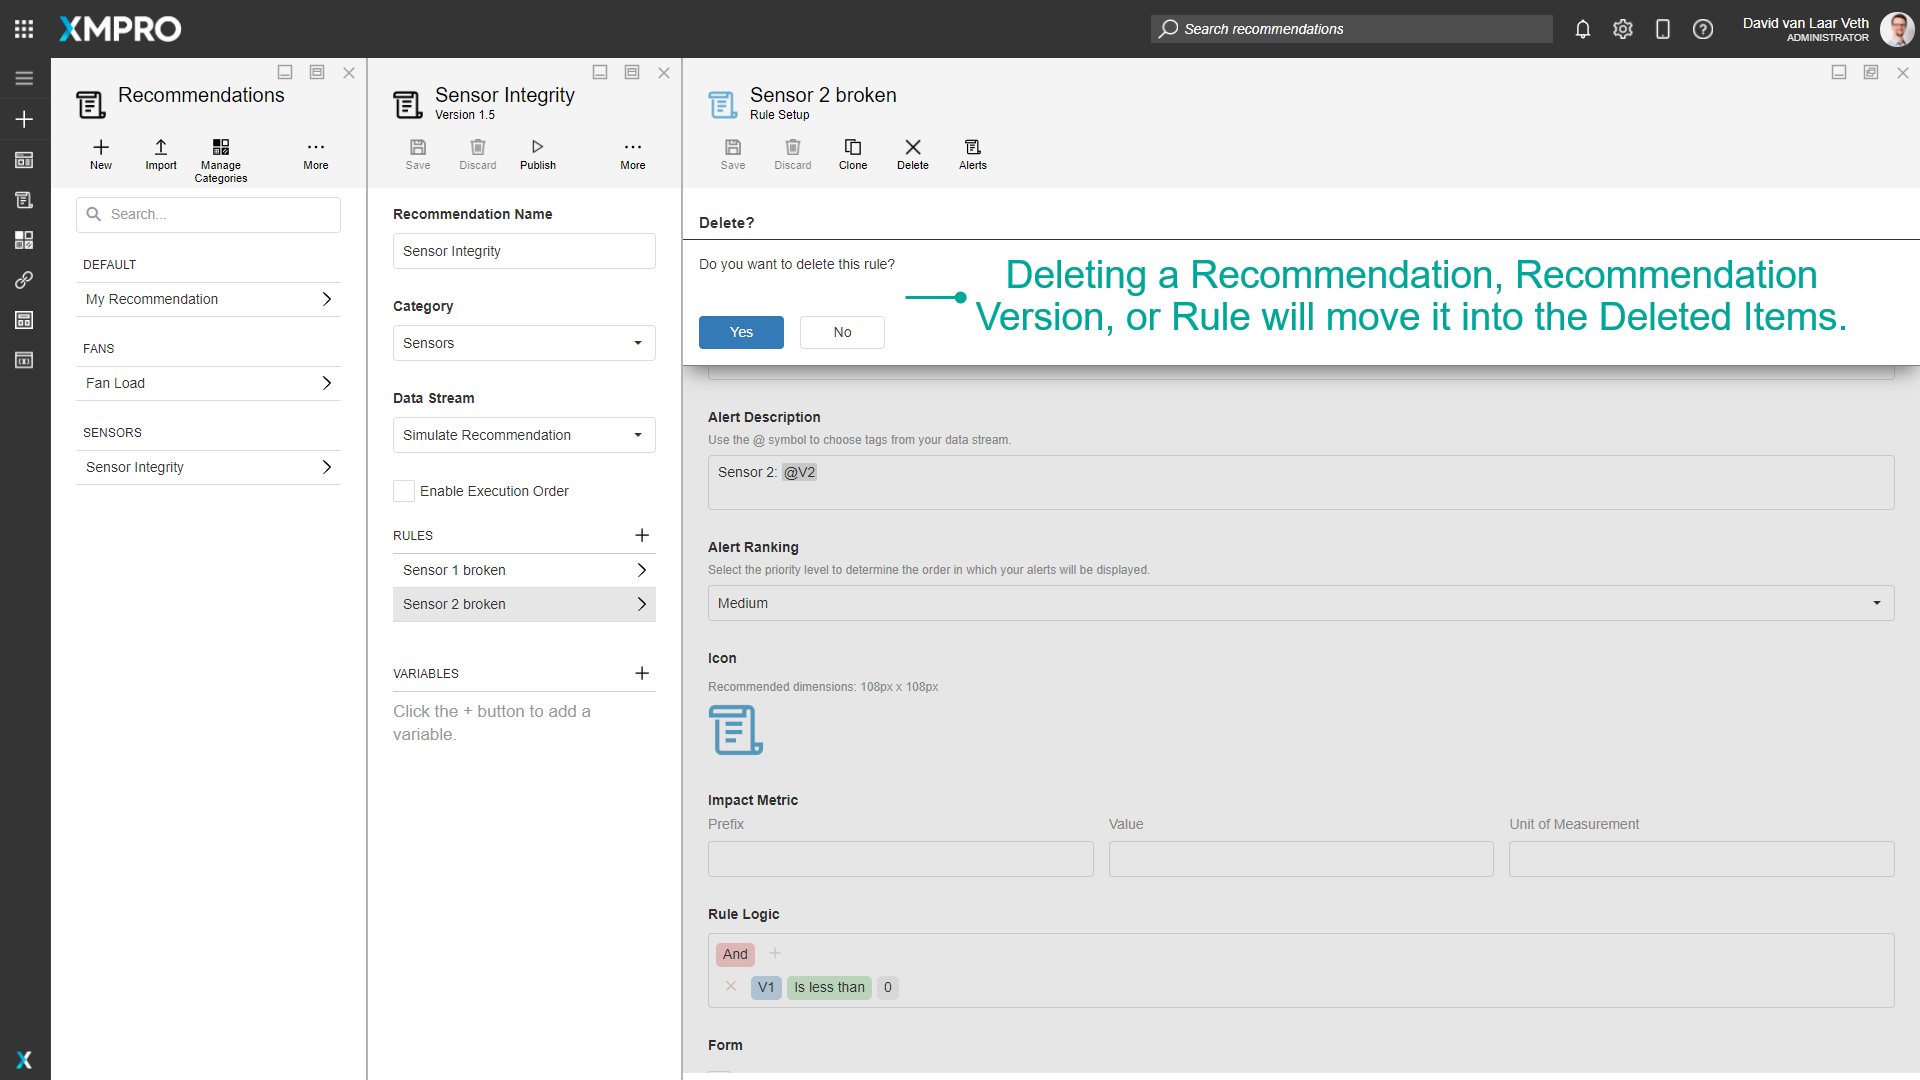 XMPRO
Search recommendations
David van Laar Veth
ADMINISTRATOR
Recommendations
New
Import
Manage
Categories
More
Search...
DEFAULT
My Recommendation
FANS
Fan Load
SENSORS
Sensor Integrity
Sensor Integrity
Version 1.5
Save
Discard
Publish
More
Recommendation Name
Sensor Integrity
Category
Sensors
Data Stream
Simulate Recommendation
Enable Execution Order
RULES
Sensor 1 broken
Sensor 2 broken
VARIABLES
Click the + button to add a
variable.
Sensor 2 broken
Rule Setup
Save
Discard
Clone
Delete
Alerts
Delete?
Do you want to delete this rule?
Yes
No
Deleting a Recommendation, Recommendation
Version, or Rule will move it into the Deleted Items.
Alert Description
Use the @ symbol to choose tags from your data stream.
Sensor 2: @V2
Alert Ranking
Select the priority level to determine the order in which your alerts will be displayed.
Medium
Icon
Recommended dimensions: 108px x 108px
Impact Metric
Prefix
Value
Unit of Measurement
Rule Logic
And
V1 Is less than 0
Form